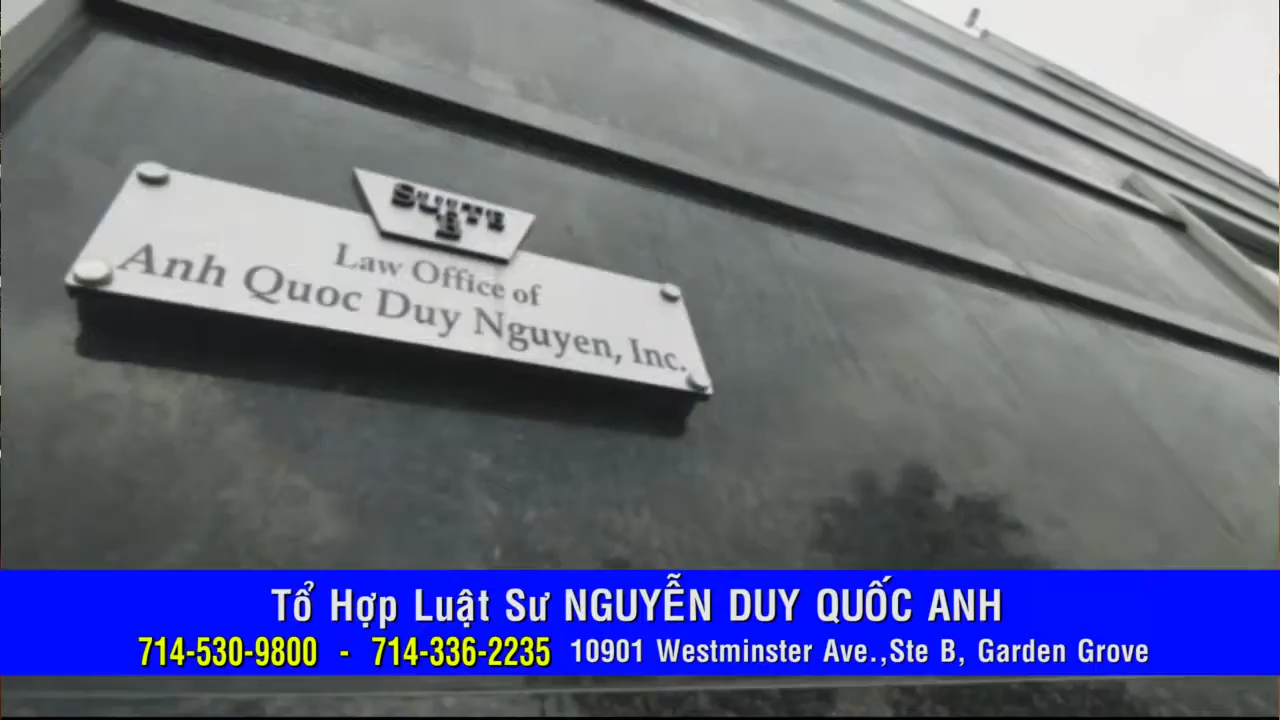 SUITE
B
Law Office of
Anh Quoc Duy Nguyen, Inc.
Tổ Hợp Luật Sư NGUYỄN DUY QUỐC ANH
714-530-9800 - 714-336-2235 10901 Westminster Ave.,Ste B, Garden Grove